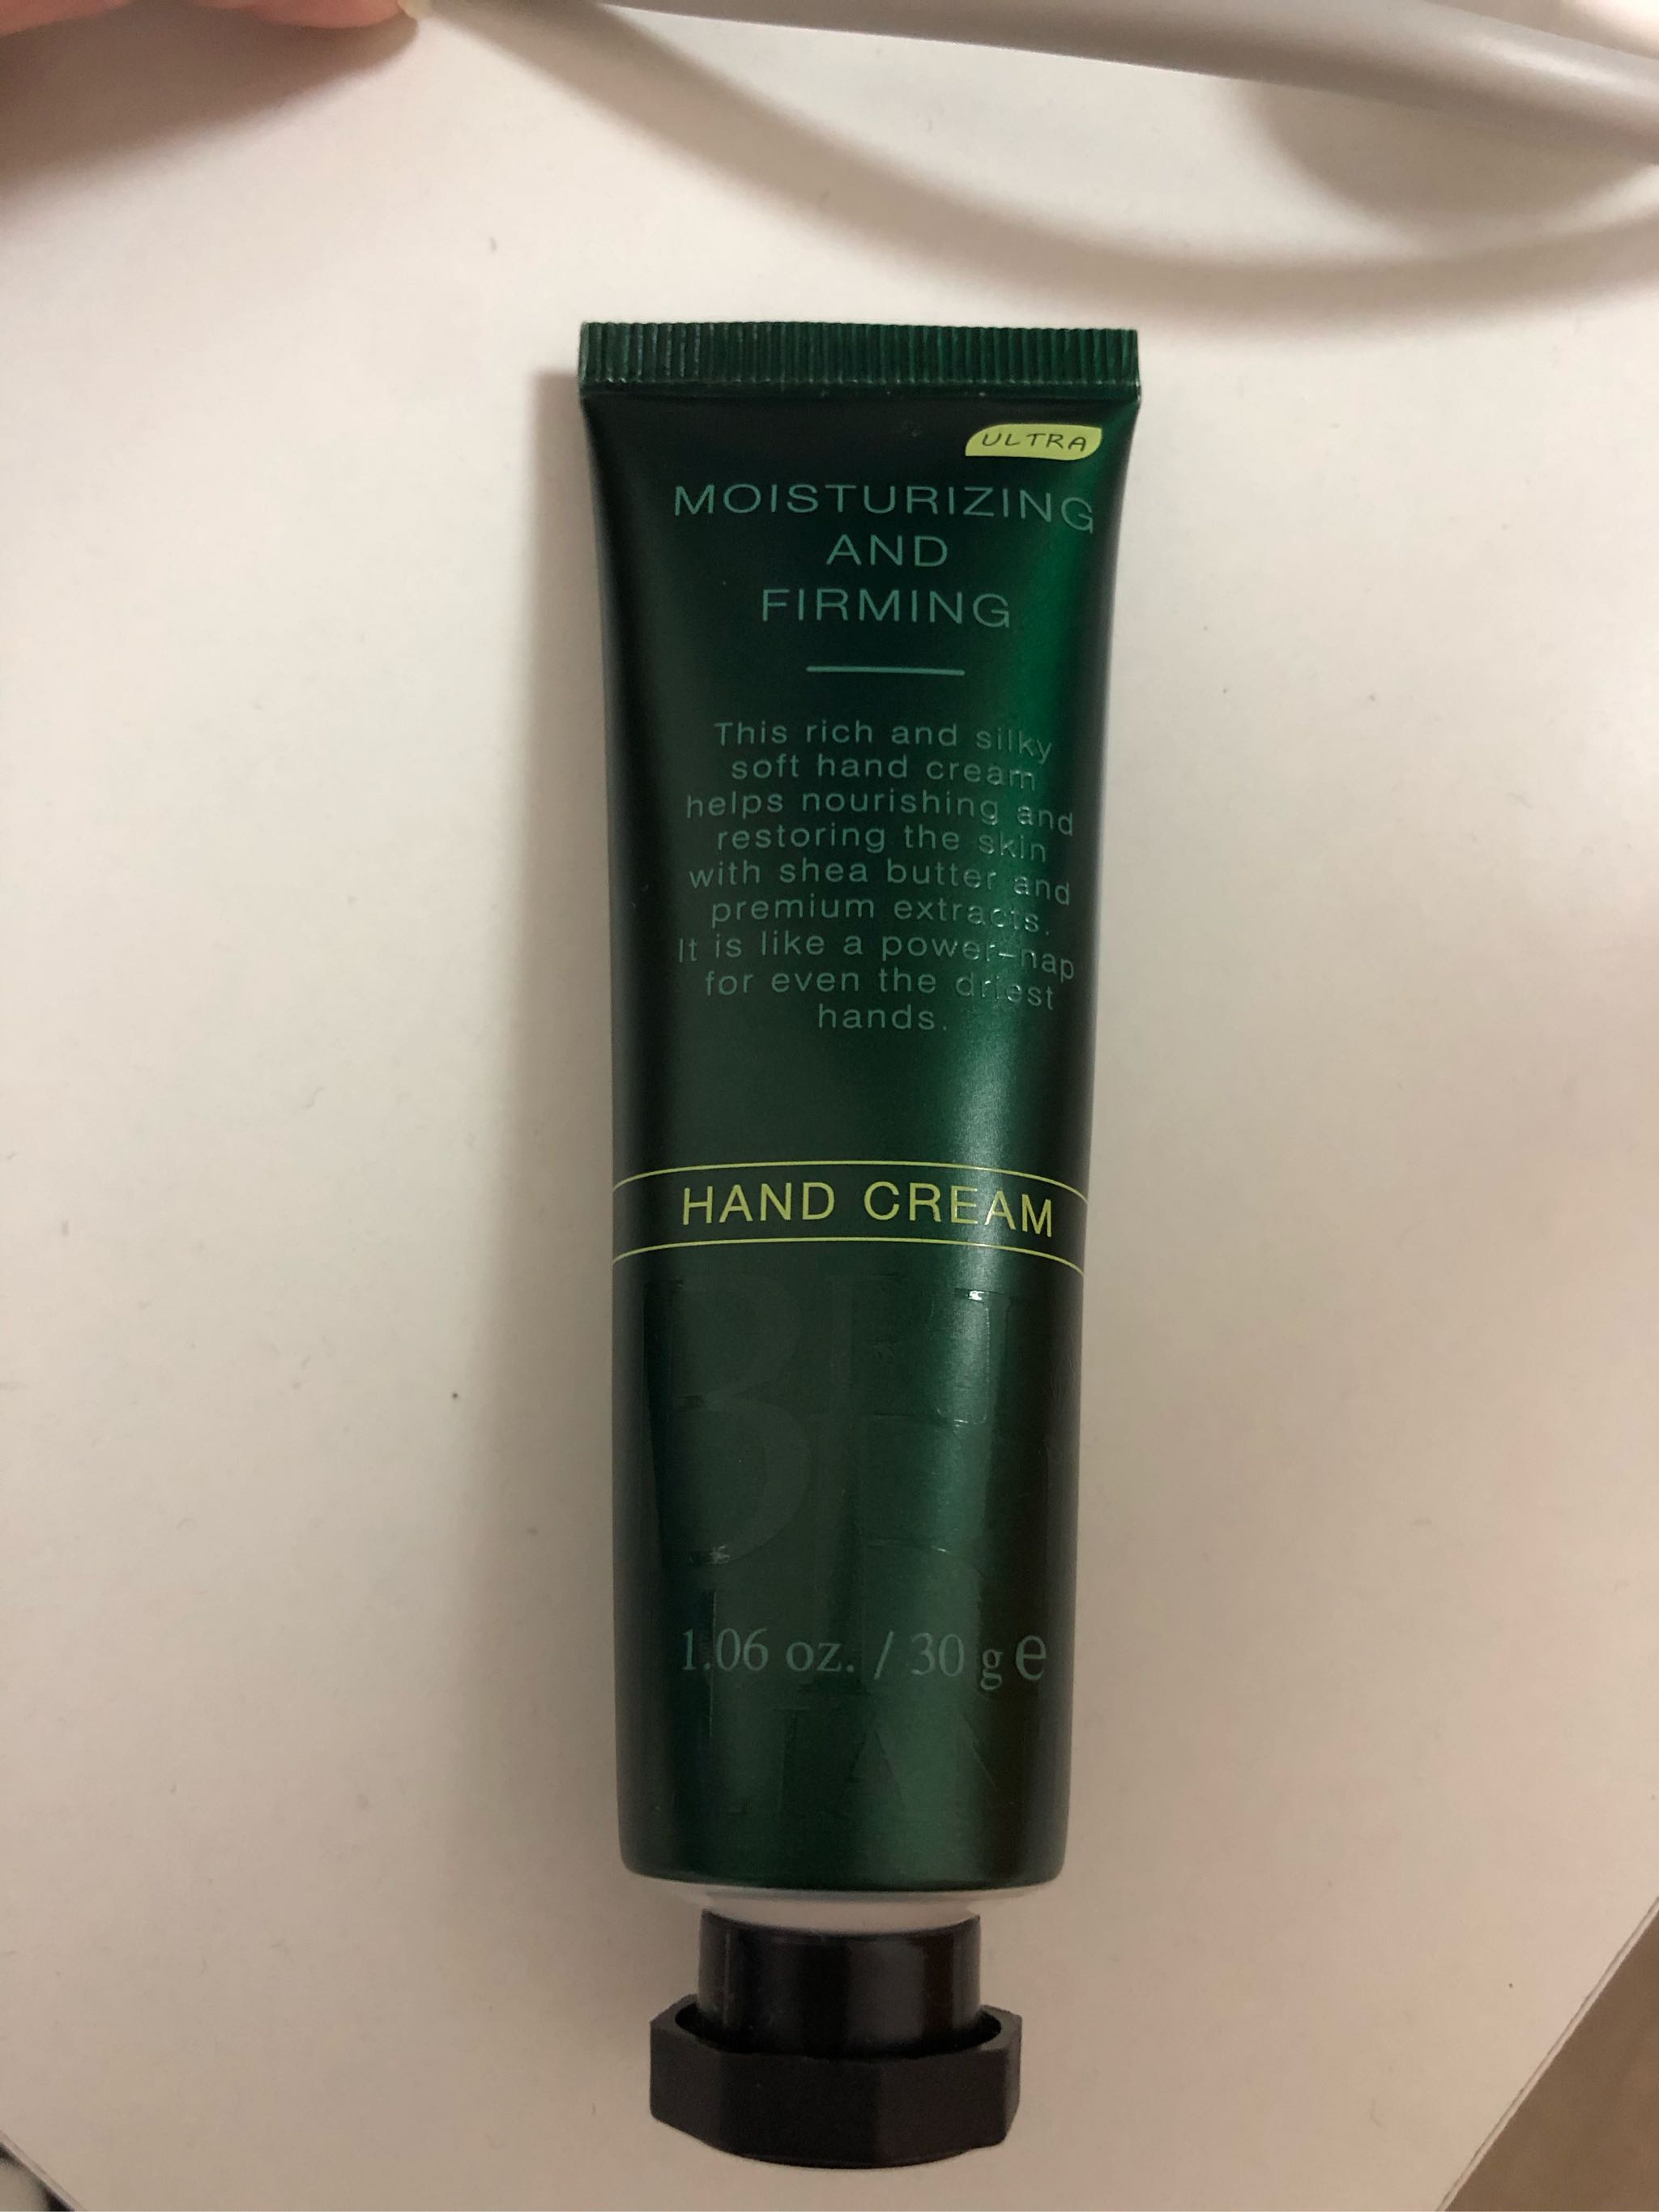 ULTRA
MOISTURIZING
AND
FIRMING
This rich and silky
soft hand cream
helps nourishing and
restoring the skin
with shea butter and
premium extracts.
It is like a power-nap
for even the driest
hands.
HAND CREAM
1.06 oz. / 30 g e